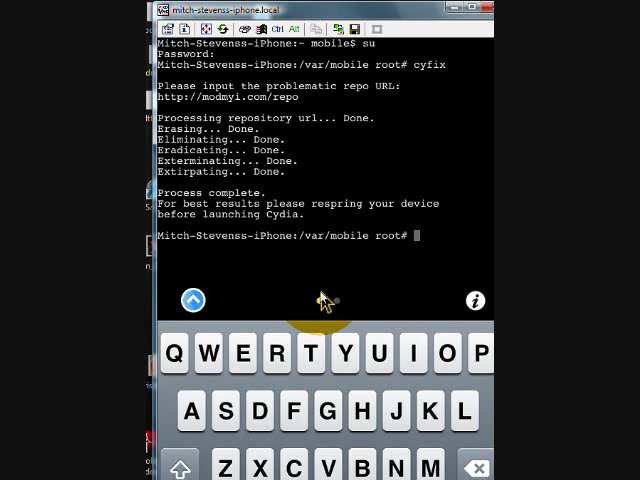 mitch-stevenss-iphone.local
Ctrl Alt
Mitch-Stevenss-iPhone:~ mobile$ su
Password:
Mitch-Stevenss-iPhone:/var/mobile root# cyfix
Please input the problematic repo URL:
http://modmyi.com/repo
Processing repository url... Done.
Erasing... Done.
Eliminating... Done.
Eradicating... Done.
Exterminating... Done.
Extirpating... Done.
Process complete.
For best results please respring your device
before launching Cydia.
Mitch-Stevenss-iPhone:/var/mobile root#
i
Q W E R T Y U I O P
A S D F G H J K L
Z X C V B N M